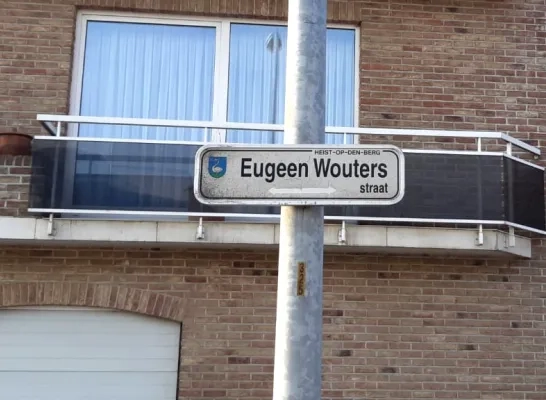 HEIST-OP-DEN-BERG
Eugeen Wouters
straat